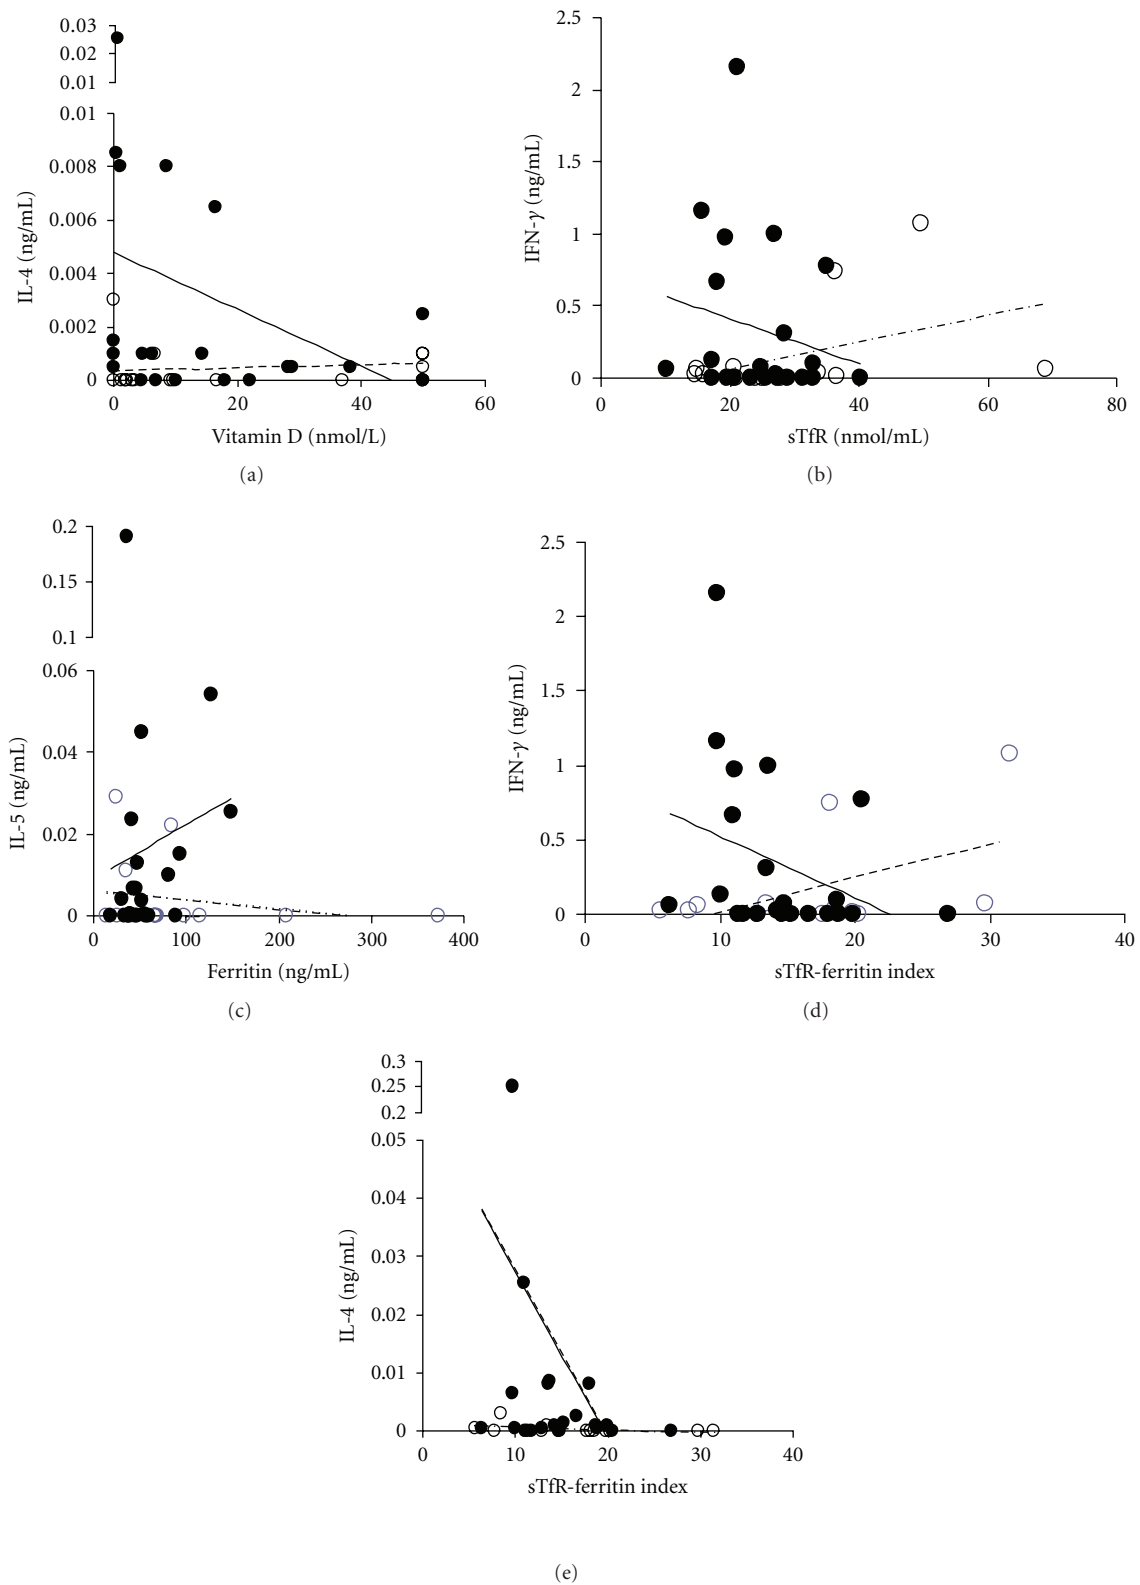 0.03
0.02
0.01
0.01
0.008
0.006
0.004
0.002
0
IL-4 (ng/mL)
0 20 40 60
Vitamin D (nmol/L)
(a)
2.5
2
1.5
1
0.5
0
IFN-γ (ng/mL)
0 20 40 60 80
sTfR (nmol/mL)
(b)
0.2
0.15
0.1
0.06
0.04
0.02
0
IL-5 (ng/mL)
0 100 200 300 400
Ferritin (ng/mL)
(c)
2.5
2
1.5
1
0.5
0
IFN-γ (ng/mL)
0 10 20 30 40
sTfR-ferritin index
(d)
0.3
0.25
0.2
0.05
0.04
0.03
0.02
0.01
0
IL-4 (ng/mL)
0 10 20 30 40
sTfR-ferritin index
(e)